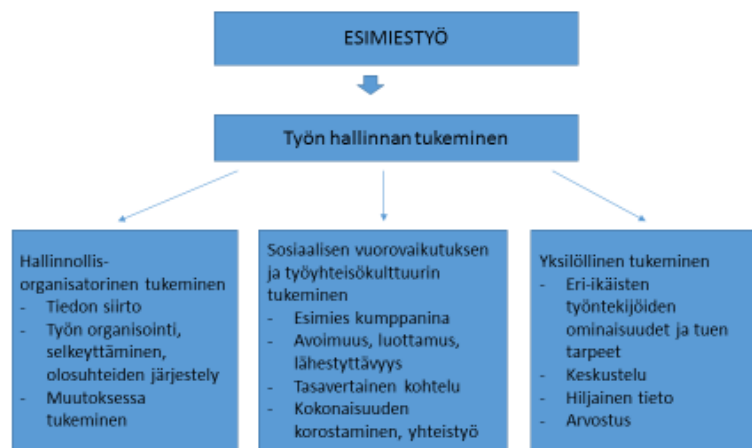 ESIMIESTYÖ
Työn hallinnan tukeminen
Hallinnollis-
organisatorinen tukeminen
- Tiedon siirto
- Työn organisointi,
selkeyttäminen,
olosuhteiden järjestely
- Muutoksessa
tukeminen
Sosiaalisen vuorovaikutuksen
ja työyhteisökulttuurin
tukeminen
- Esimies kumppanina
- Avoimuus, luottamus,
lähestyttävyys
- Tasavertainen kohtelu
- Kokonaisuuden
korostaminen, yhteistyö
Yksilöllinen tukeminen
- Eri-ikäisten
työntekijöiden
ominaisuudet ja tuen
tarpeet
- Keskustelu
- Hiljainen tieto
- Arvostus